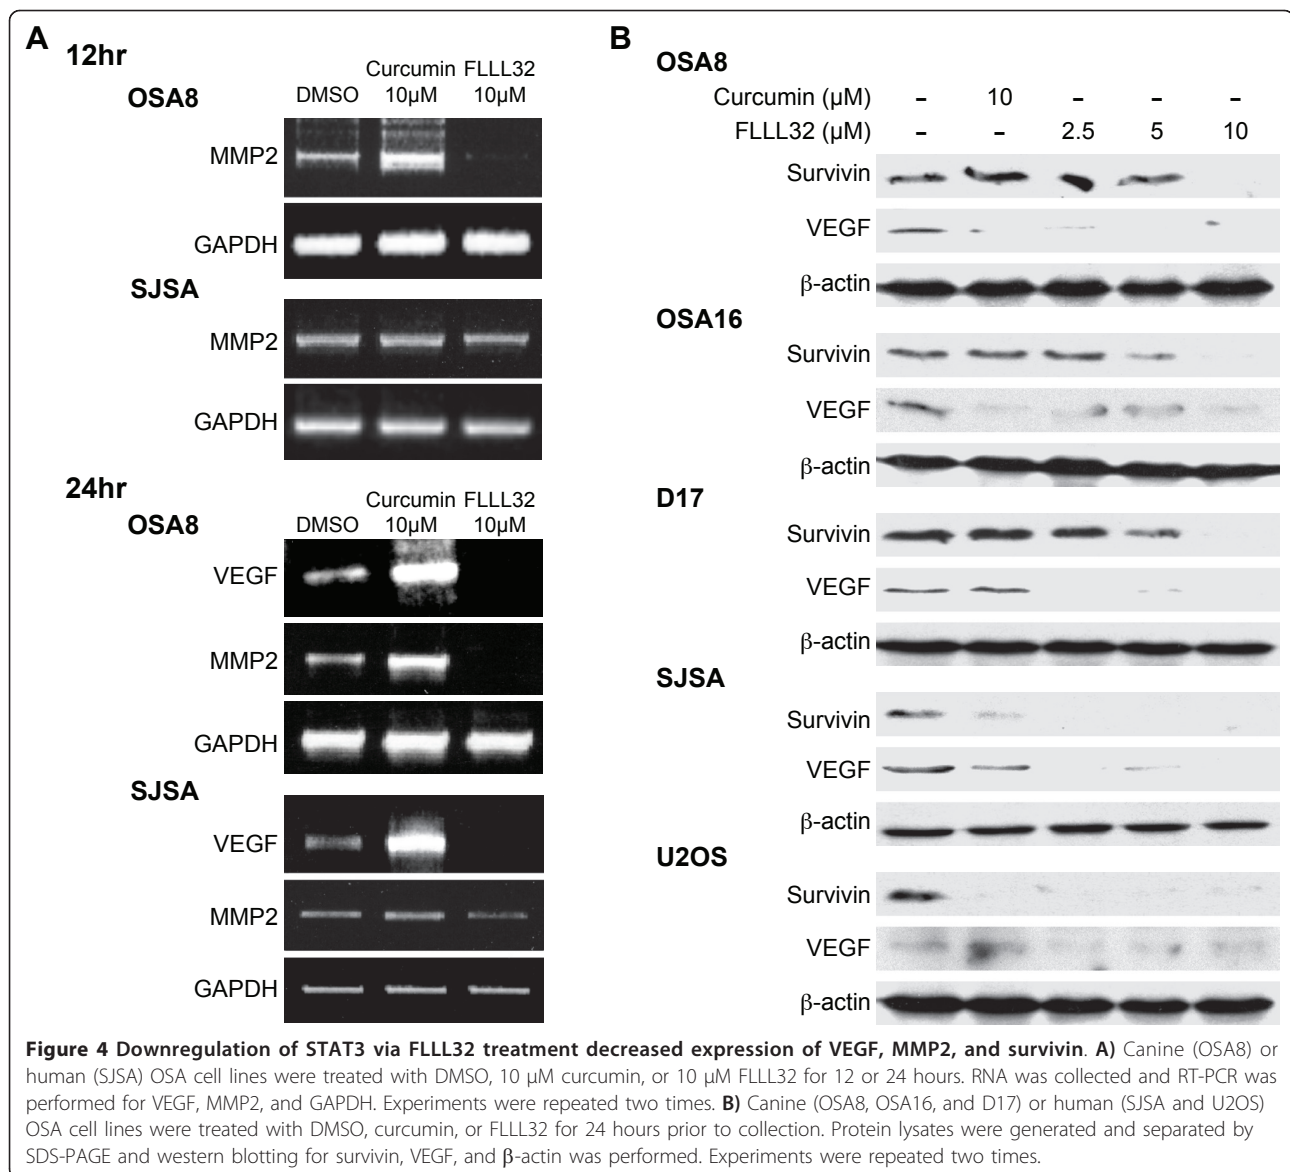 A
12hr
OSA8
DMSO
Curcumin
10µM
FLLL32
10µM
MMP2
GAPDH
SJSA
MMP2
GAPDH
24hr
OSA8
DMSO
Curcumin
10µM
FLLL32
10µM
VEGF
MMP2
GAPDH
SJSA
VEGF
MMP2
GAPDH
B
OSA8
Curcumin (µM) – 10 – – –
FLLL32 (µM) – – 2.5 5 10
Survivin
VEGF
β-actin
OSA16
Survivin
VEGF
β-actin
D17
Survivin
VEGF
β-actin
SJSA
Survivin
VEGF
β-actin
U2OS
Survivin
VEGF
β-actin
Figure 4 Downregulation of STAT3 via FLLL32 treatment decreased expression of VEGF, MMP2, and survivin. A) Canine (OSA8) or
human (SJSA) OSA cell lines were treated with DMSO, 10 μM curcumin, or 10 μM FLLL32 for 12 or 24 hours. RNA was collected and RT-PCR was
performed for VEGF, MMP2, and GAPDH. Experiments were repeated two times. B) Canine (OSA8, OSA16, and D17) or human (SJSA and U2OS)
OSA cell lines were treated with DMSO, curcumin, or FLLL32 for 24 hours prior to collection. Protein lysates were generated and separated by
SDS-PAGE and western blotting for survivin, VEGF, and β-actin was performed. Experiments were repeated two times.